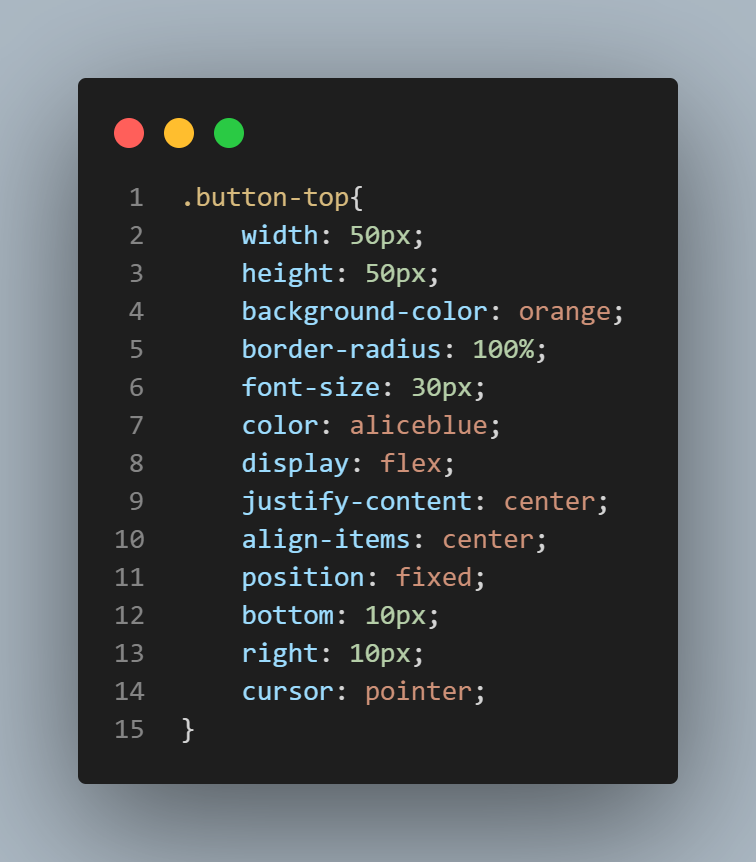 1 .button-top{
2     width: 50px;
3     height: 50px;
4     background-color: orange;
5     border-radius: 100%;
6     font-size: 30px;
7     color: aliceblue;
8     display: flex;
9     justify-content: center;
10     align-items: center;
11     position: fixed;
12     bottom: 10px;
13     right: 10px;
14     cursor: pointer;
15 }